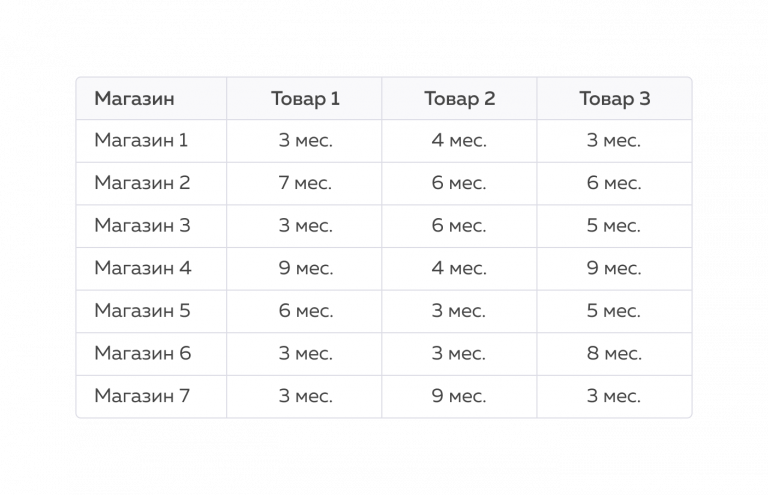 Магазин Товар 1 Товар 2 Товар 3
Магазин 1 3 мес. 4 мес. 3 мес.
Магазин 2 7 мес. 6 мес. 6 мес.
Магазин 3 3 мес. 6 мес. 5 мес.
Магазин 4 9 мес. 4 мес. 9 мес.
Магазин 5 6 мес. 3 мес. 5 мес.
Магазин 6 3 мес. 3 мес. 8 мес.
Магазин 7 3 мес. 9 мес. 3 мес.